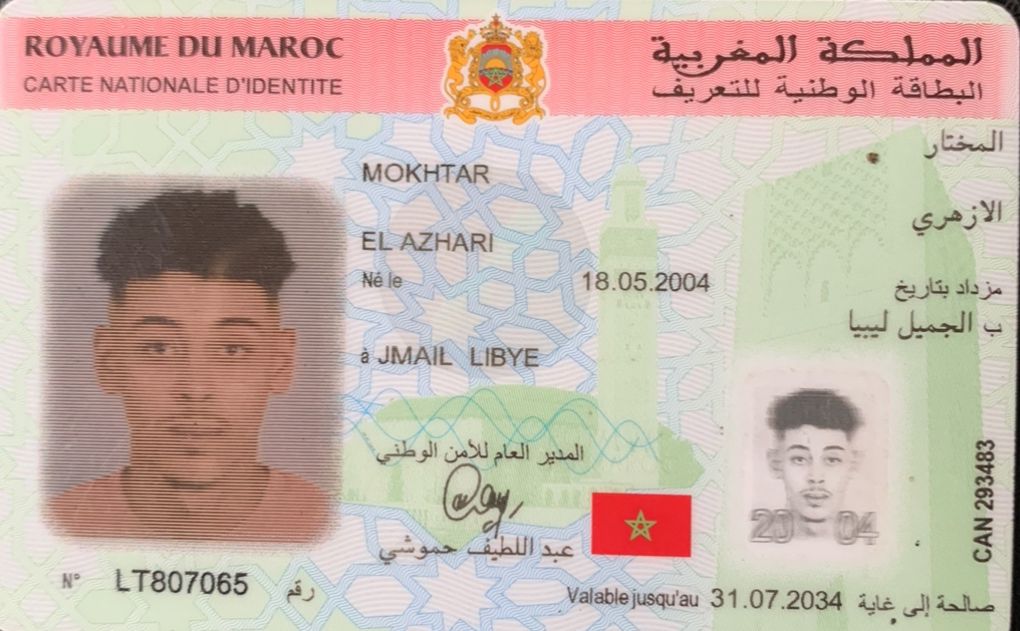 ROYAUME DU MAROC
المملكة المغربية
CARTE NATIONALE D'IDENTITE
البطاقة الوطنية للتعريف
المختار
MOKHTAR
الازهري
EL AZHARI
Né le 18.05.2004 مزداد بتاريخ
ب الجميل ليبيا
à JMAIL LIBYE
المدير العام للأمن الوطني
عبد اللطيف حموشي
2004
CAN 293483
N° LT807065 رقم
Valable jusqu'au 31.07.2034 صالحة إلى غاية